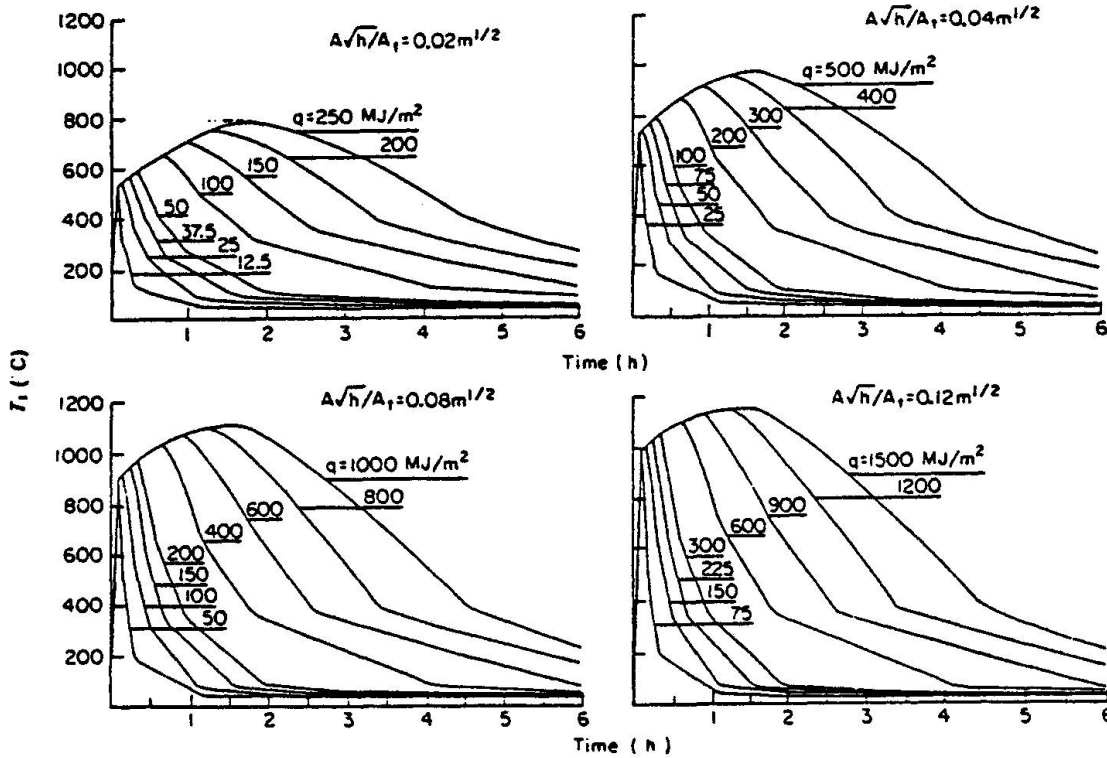 1200
1000
800
600
400
200
A√h/A_t=0.02m^1/2
q=250 MJ/m²
200
150
100
50
37.5
25
12.5
1 2 3 4 5 6
A√h/A_t=0.04m^1/2
q=500 MJ/m²
400
300
200
100
75
50
25
1 2 3 4 5 6
Time (h)
T_t (°C)
1200
1000
800
600
400
200
A√h/A_t=0.08m^1/2
q=1000 MJ/m²
800
600
400
200
150
100
50
1 2 3 4 5 6
A√h/A_t=0.12m^1/2
q=1500 MJ/m²
1200
900
600
300
225
150
75
1 2 3 4 5 6
Time (h)